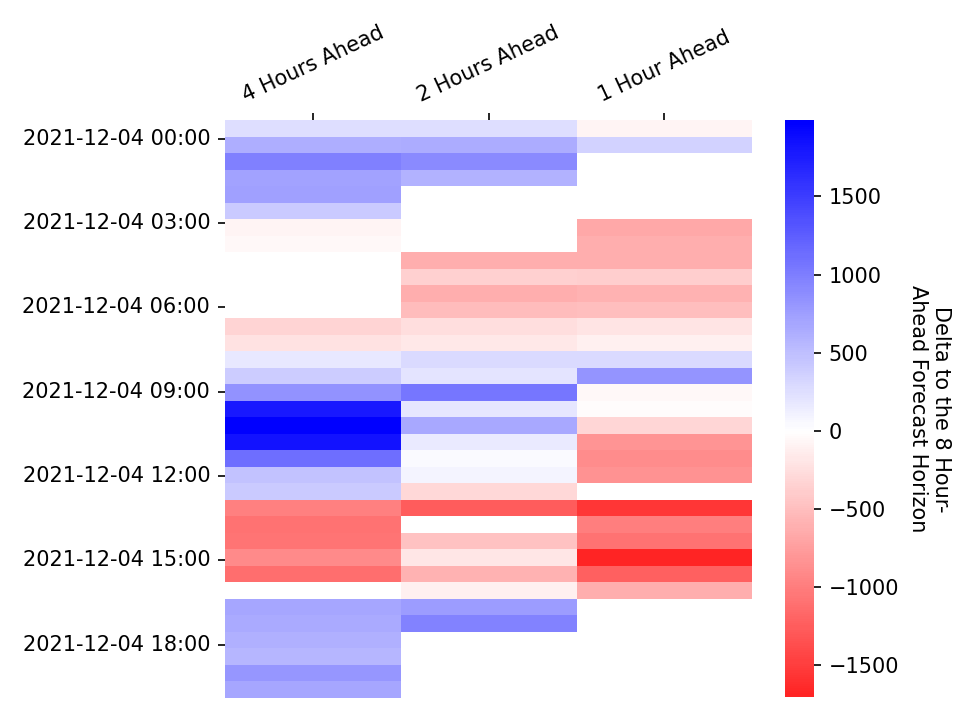 4 Hours Ahead
2 Hours Ahead
1 Hour Ahead
2021-12-04 00:00
2021-12-04 03:00
2021-12-04 06:00
2021-12-04 09:00
2021-12-04 12:00
2021-12-04 15:00
2021-12-04 18:00
1500
1000
500
0
−500
−1000
−1500
Delta to the 8 Hour-
Ahead Forecast Horizon